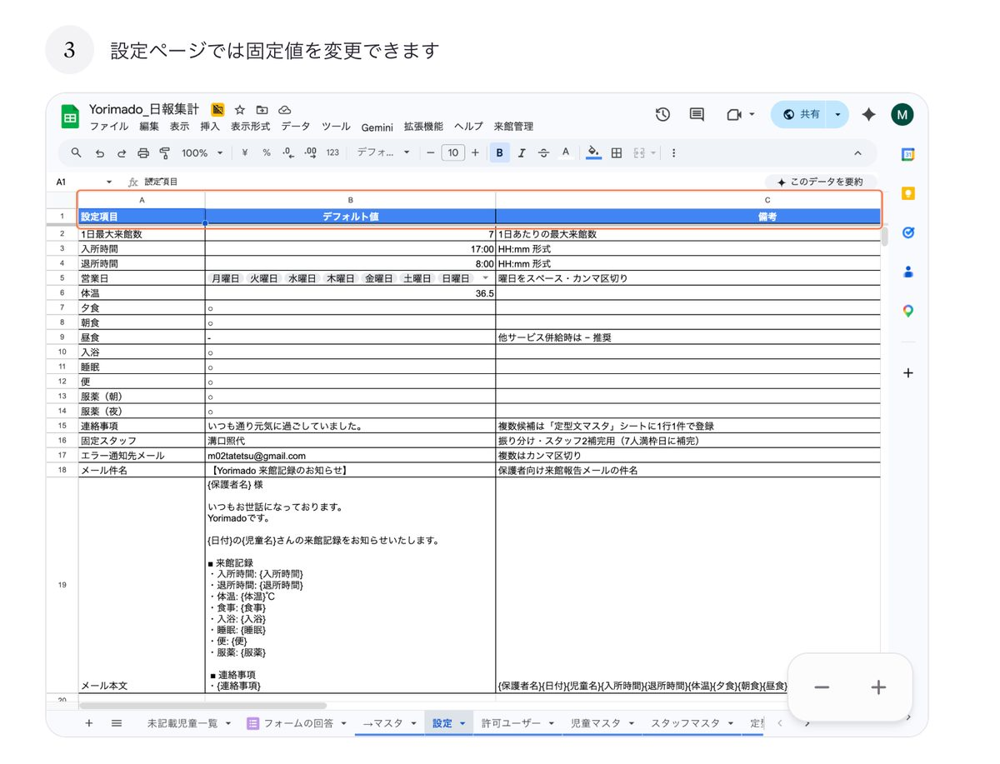 3 設定ページでは固定値を変更できます
Yorimado_日報集計
ファイル 編集 表示 挿入 表示形式 データ ツール Gemini 拡張機能 ヘルプ 来館管理
共有
M
100% ¥ % .0 .00 123 デフォ... 10 B I A
31
A1 fx 設定項目
このデータを要約
A B C
1 設定項目 デフォルト値 備考
2 1日最大来館数 7 1日あたりの最大来館数
3 入所時間 17:00 HH:mm 形式
4 退所時間 8:00 HH:mm 形式
5 営業日 月曜日 火曜日 水曜日 木曜日 金曜日 土曜日 日曜日 曜日をスペース・カンマ区切り
6 体温 36.5
7 夕食 ○
8 朝食 ○
9 昼食 - 他サービス併給時は − 推奨
10 入浴 ○
11 睡眠 ○
12 便 ○
13 服薬（朝） ○
14 服薬（夜） ○
15 連絡事項 いつも通り元気に過ごしていました。 複数候補は「定型文マスタ」シートに1行1件で登録
16 固定スタッフ 溝口照代 振り分け・スタッフ2補完用（7人満枠日に補完）
17 エラー通知先メール m02tatetsu@gmail.com 複数はカンマ区切り
18 メール件名 【Yorimado 来館記録のお知らせ】 保護者向け来館報告メールの件名
{保護者名} 様
いつもお世話になっております。
Yorimadoです。
{日付}の{児童名}さんの来館記録をお知らせいたします。
■ 来館記録
・入所時間: {入所時間}
19
・退所時間: {退所時間}
・体温: {体温}℃
・食事: {食事}
・入浴: {入浴}
・睡眠: {睡眠}
・便: {便}
・服薬: {服薬}
■ 連絡事項
メール本文 ・{連絡事項} {保護者名}{日付}{児童名}{入所時間}{退所時間}{体温}{夕食}{朝食}{昼食}
20
未記載児童一覧 フォームの回答 →マスタ 設定 許可ユーザー 児童マスタ スタッフマスタ